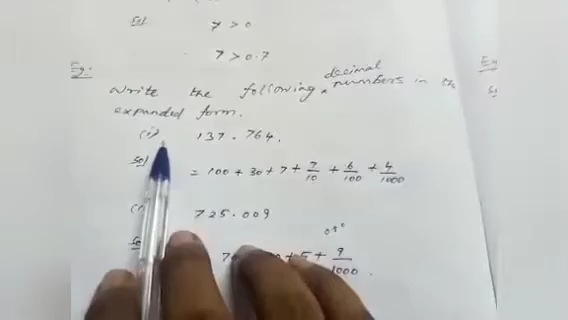 Sol
7 > 0
7 > 0.7
Eg:
Write the following decimal numbers in the
expanded form.
(i) 137.764.
Sol
= 100 + 30 + 7 + 7/10 + 6/100 + 4/1000
725.009
+ 5 + 9/1000.